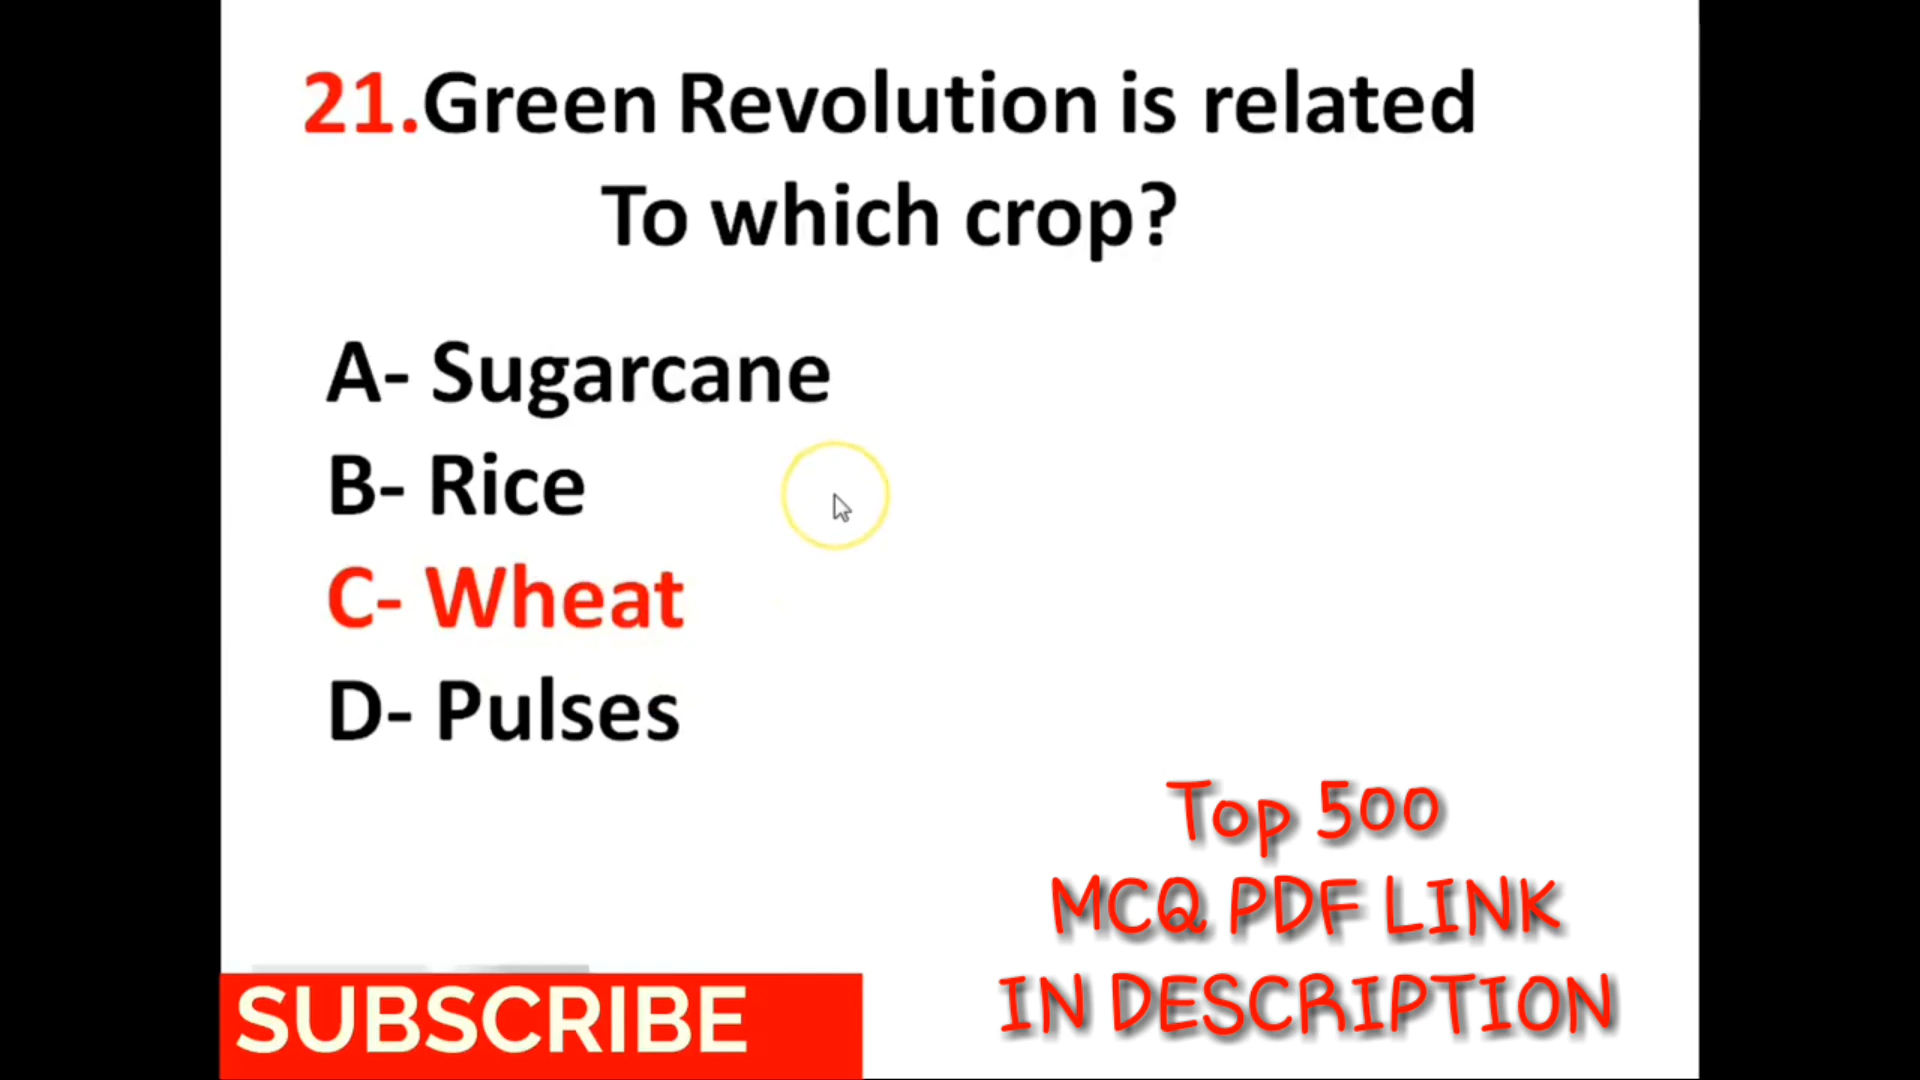 21.Green Revolution is related
To which crop?
A- Sugarcane
B- Rice
C- Wheat
D- Pulses
Top 500
MCQ PDF LINK
IN DESCRIPTION
SUBSCRIBE